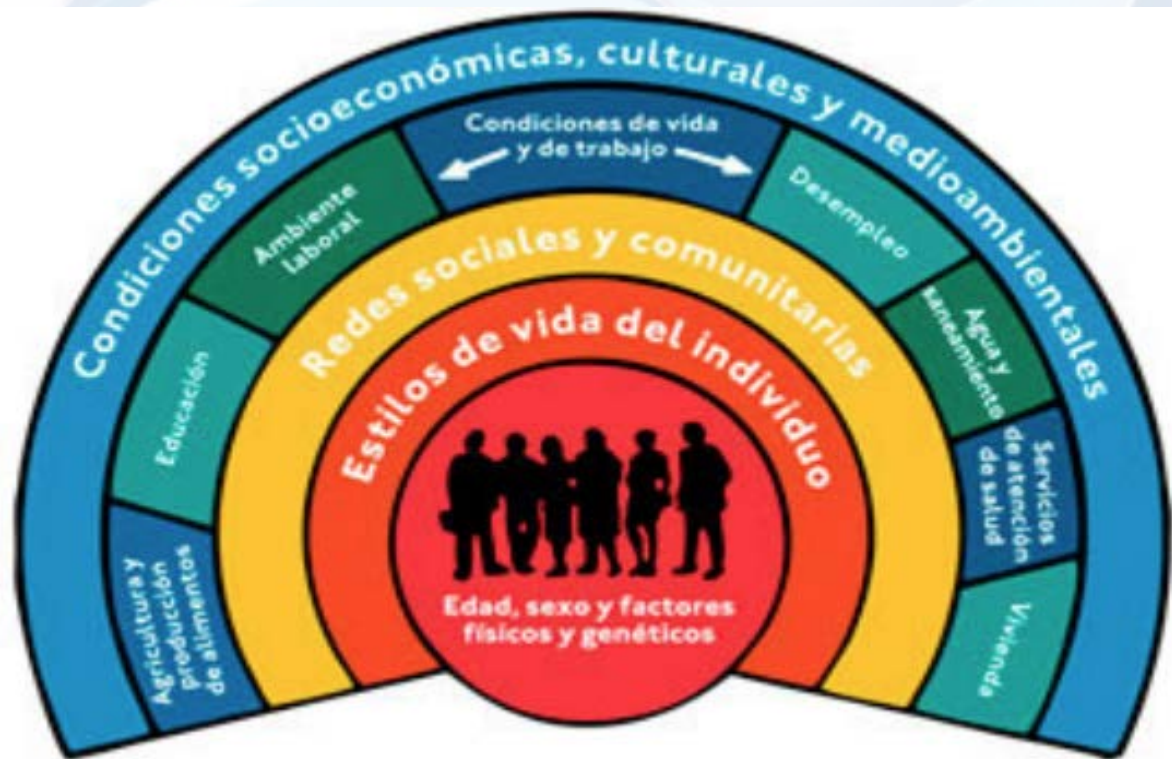 Condiciones socioeconómicas, culturales y medioambientales
Condiciones de vida
y de trabajo
Agricultura y
producción
de alimentos
Educación
Ambiente
laboral
Desempleo
Agua y
saneamiento
Servicios
de atención
de salud
Vivienda
Redes sociales y comunitarias
Estilos de vida del individuo
Edad, sexo y factores
físicos y genéticos